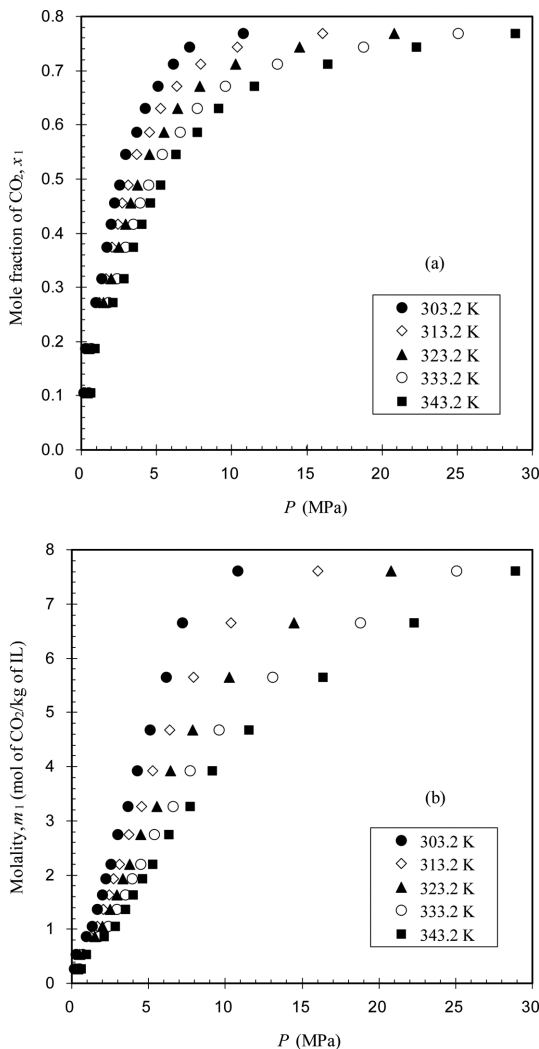 0.8
0.7
0.6
0.5
0.4
0.3
0.2
0.1
0.0
Mole fraction of CO₂, x₁
(a)
303.2 K
313.2 K
323.2 K
333.2 K
343.2 K
0 5 10 15 20 25 30
P (MPa)
8
7
6
5
4
3
2
1
0
Molality, m₁ (mol of CO₂/kg of IL)
(b)
303.2 K
313.2 K
323.2 K
333.2 K
343.2 K
0 5 10 15 20 25 30
P (MPa)